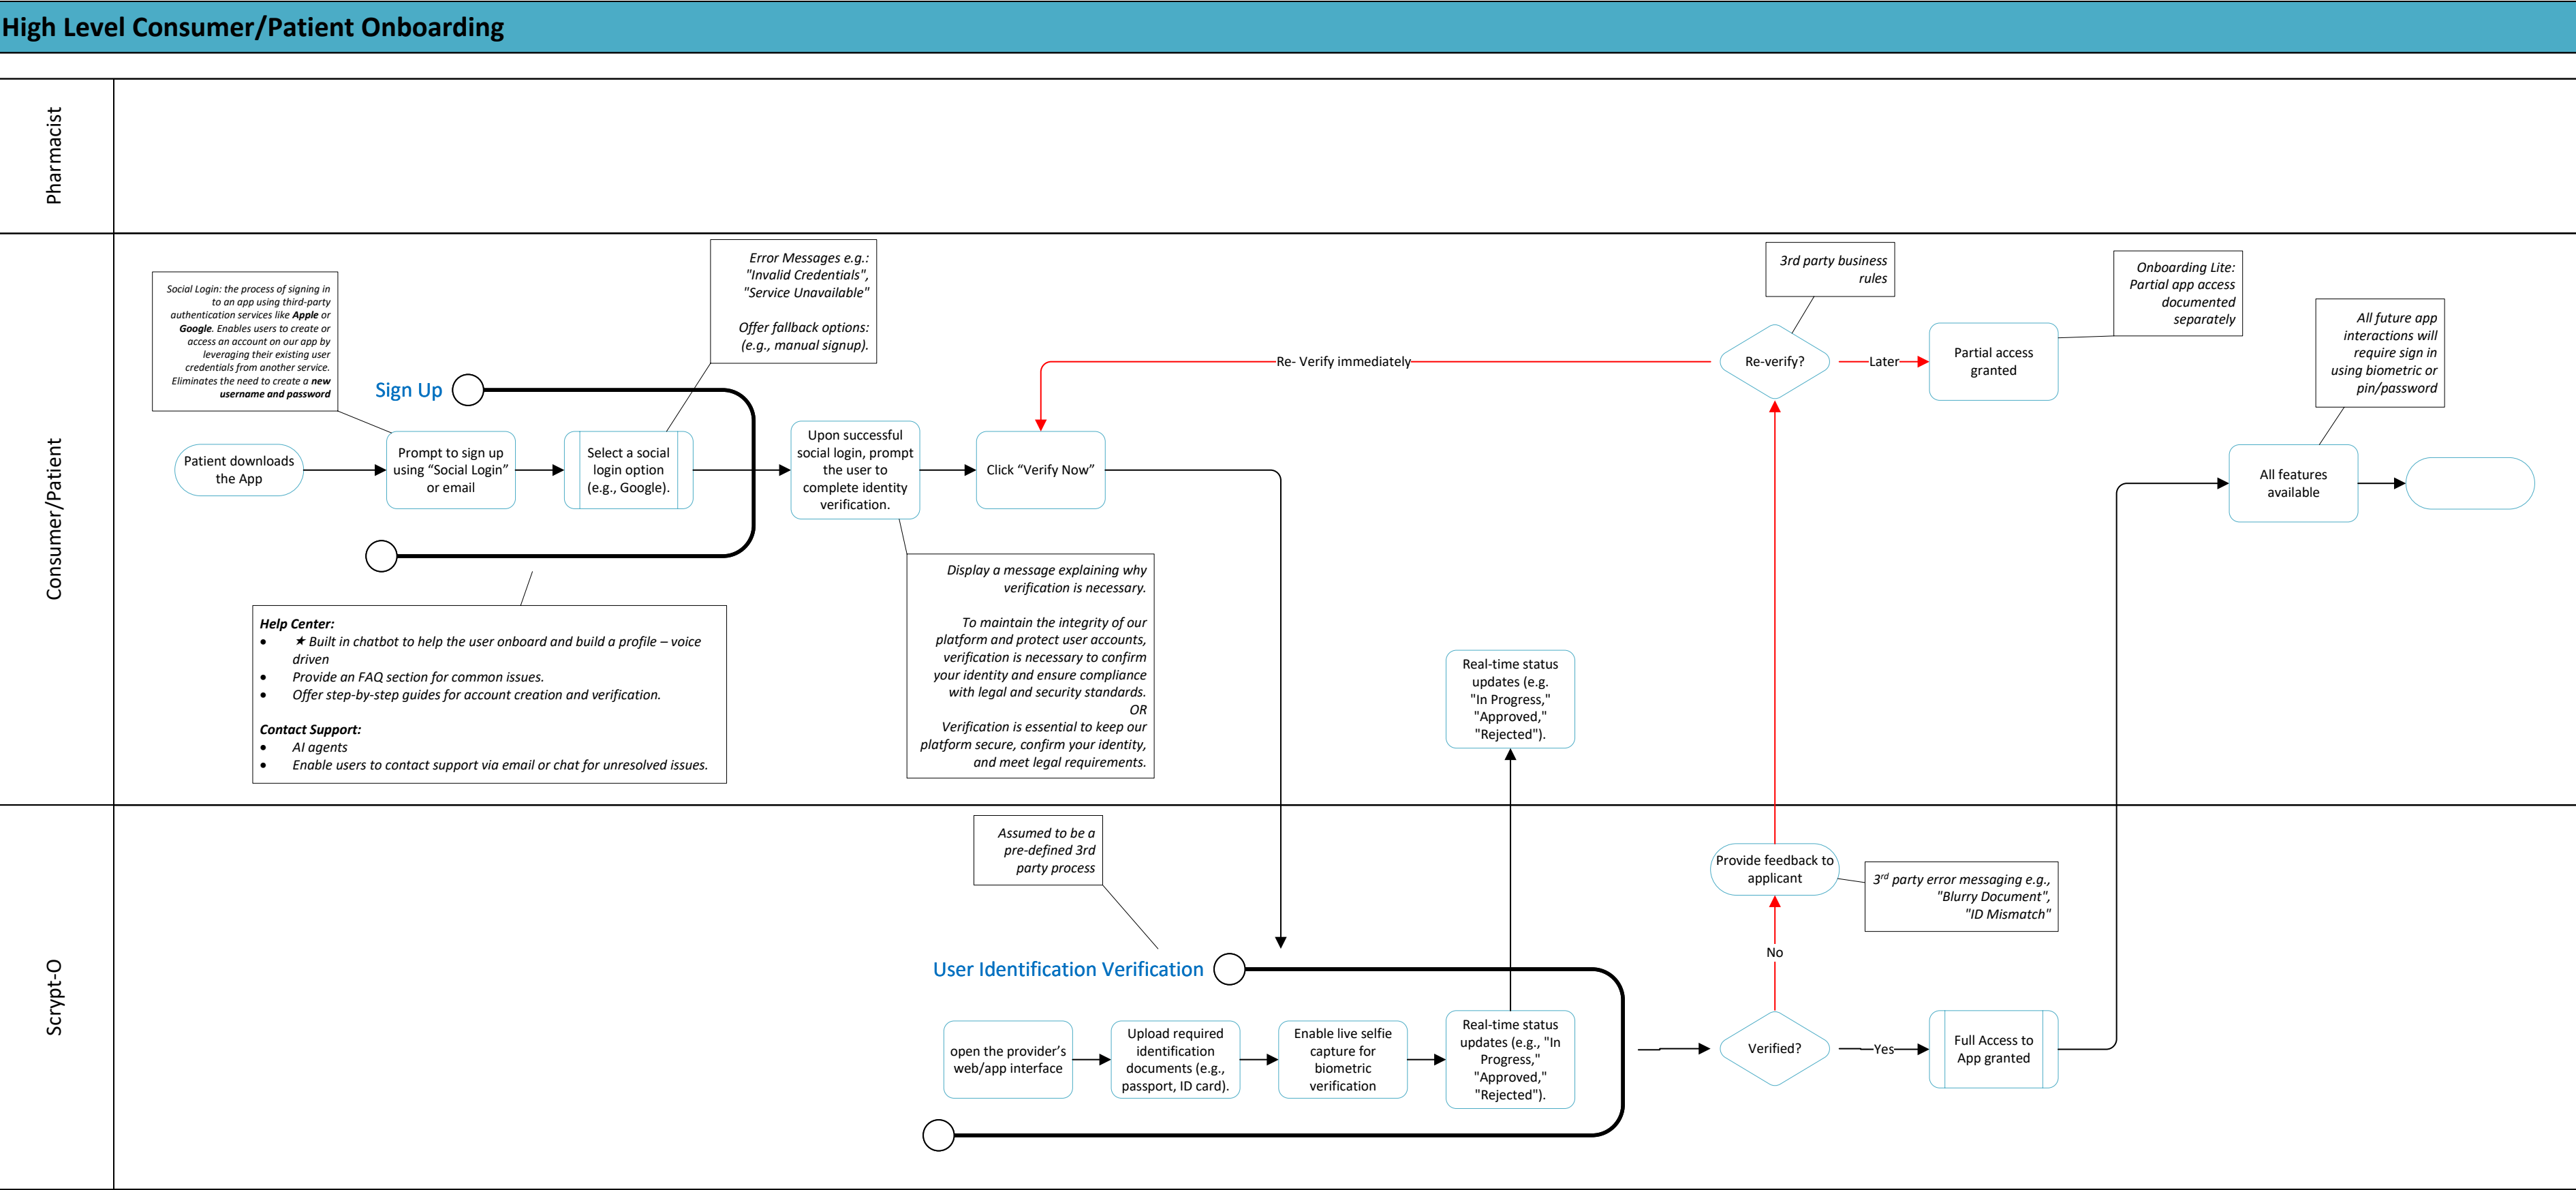 High Level Consumer/Patient Onboarding
Pharmacist
Consumer/Patient
Social Login: the process of signing in
to an app using third-party
authentication services like Apple or
Google. Enables users to create or
access an account on our app by
leveraging their existing user
credentials from another service.
Eliminates the need to create a new
username and password
Error Messages e.g.:
"Invalid Credentials",
"Service Unavailable"
Offer fallback options:
(e.g., manual signup).
Sign Up
Patient downloads
the App
Prompt to sign up
using “Social Login”
or email
Select a social
login option
(e.g., Google).
Upon successful
social login, prompt
the user to
complete identity
verification.
Click “Verify Now”
Help Center:
• ★ Built in chatbot to help the user onboard and build a profile – voice
driven
• Provide an FAQ section for common issues.
• Offer step-by-step guides for account creation and verification.
Contact Support:
• AI agents
• Enable users to contact support via email or chat for unresolved issues.
Display a message explaining why
verification is necessary.
To maintain the integrity of our
platform and protect user accounts,
verification is necessary to confirm
your identity and ensure compliance
with legal and security standards.
OR
Verification is essential to keep our
platform secure, confirm your identity,
and meet legal requirements.
Re- Verify immediately
3rd party business
rules
Re-verify?
Later
Partial access
granted
Onboarding Lite:
Partial app access
documented
separately
All future app
interactions will
require sign in
using biometric or
pin/password
All features
available
Real-time status
updates (e.g.
"In Progress,"
"Approved,"
"Rejected").
Scrypt-O
Assumed to be a
pre-defined 3rd
party process
User Identification Verification
open the provider’s
web/app interface
Upload required
identification
documents (e.g.,
passport, ID card).
Enable live selfie
capture for
biometric
verification
Real-time status
updates (e.g., "In
Progress,"
"Approved,"
"Rejected").
Provide feedback to
applicant
3rd party error messaging e.g.,
"Blurry Document",
"ID Mismatch"
No
Verified?
Yes
Full Access to
App granted